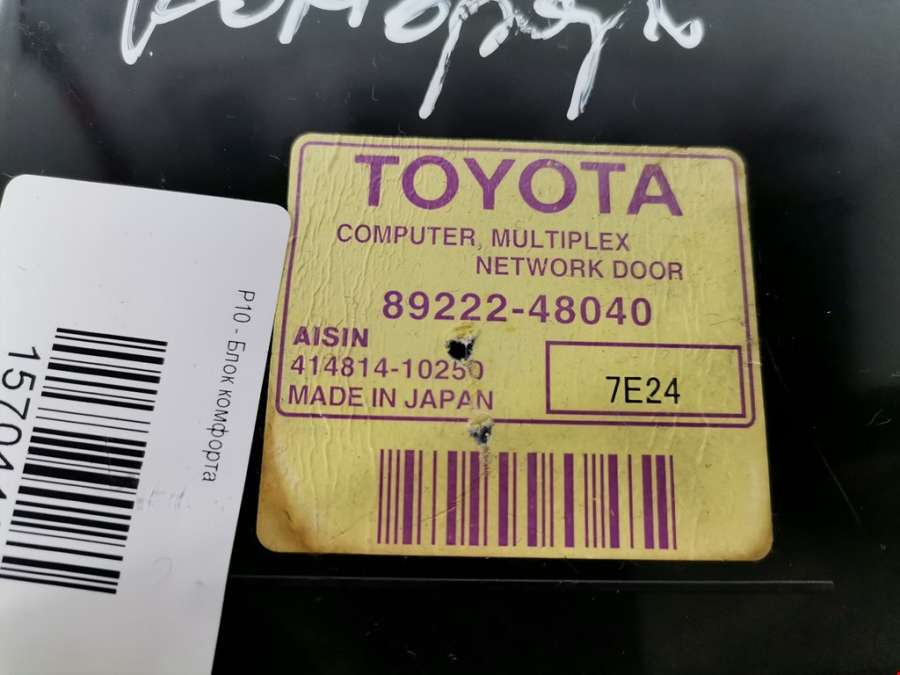 TOYOTA
COMPUTER, MULTIPLEX
NETWORK DOOR
89222-48040
AISIN
414814-10250
MADE IN JAPAN
7E24
P10 - Блок комфорта